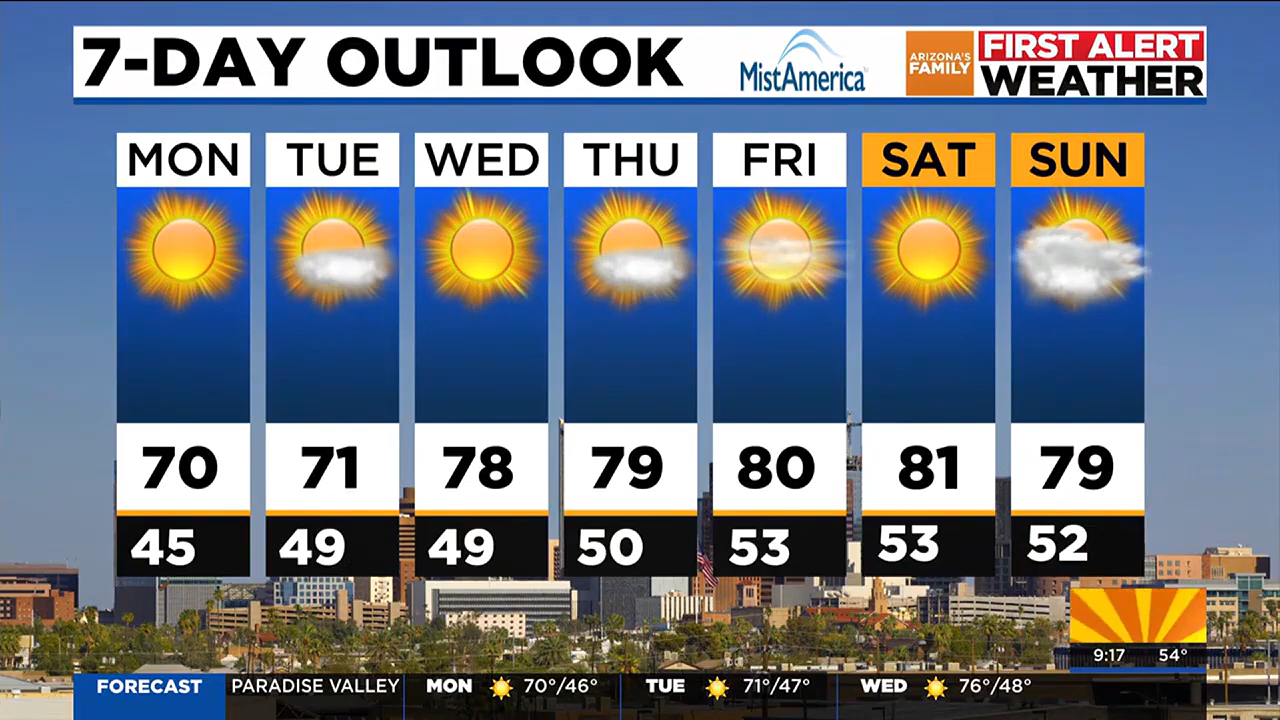 7-DAY OUTLOOK
MistAmerica
ARIZONA'S FAMILY
FIRST ALERT WEATHER
MON TUE WED THU FRI SAT SUN
70 71 78 79 80 81 79
45 49 49 50 53 53 52
9:17 54°
FORECAST PARADISE VALLEY MON 70°/46° TUE 71°/47° WED 76°/48°